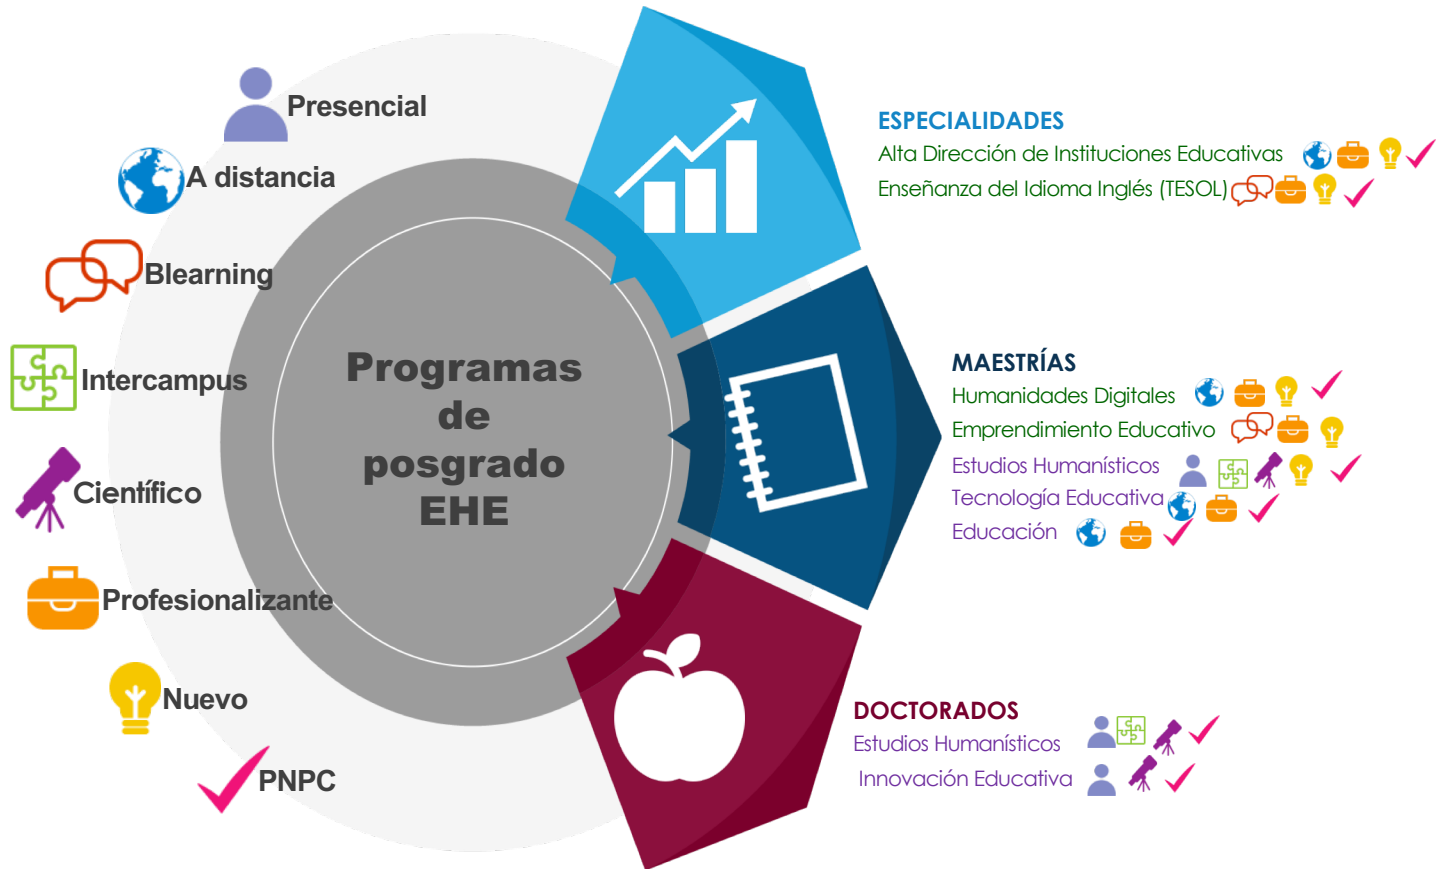 Presencial
A distancia
Blearning
Intercampus
Científico
Profesionalizante
Nuevo
PNPC
Programas
de
posgrado
EHE
ESPECIALIDADES
Alta Dirección de Instituciones Educativas
Enseñanza del Idioma Inglés (TESOL)
MAESTRÍAS
Humanidades Digitales
Emprendimiento Educativo
Estudios Humanísticos
Tecnología Educativa
Educación
DOCTORADOS
Estudios Humanísticos
Innovación Educativa